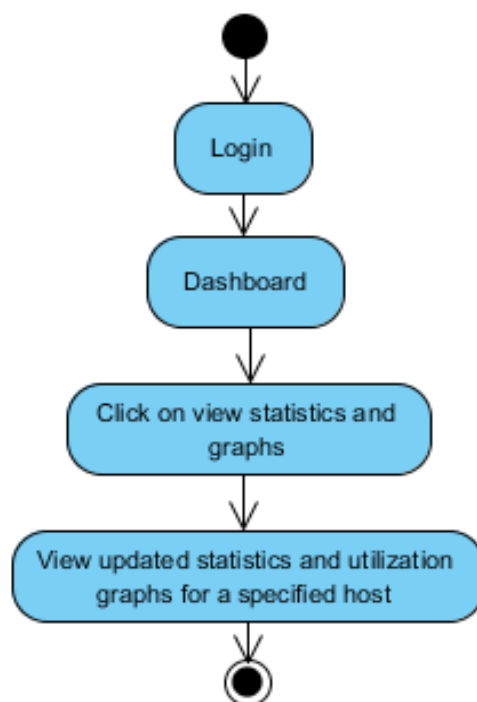 Login
Dashboard
Click on view statistics and
graphs
View updated statistics and utilization
graphs for a specified host